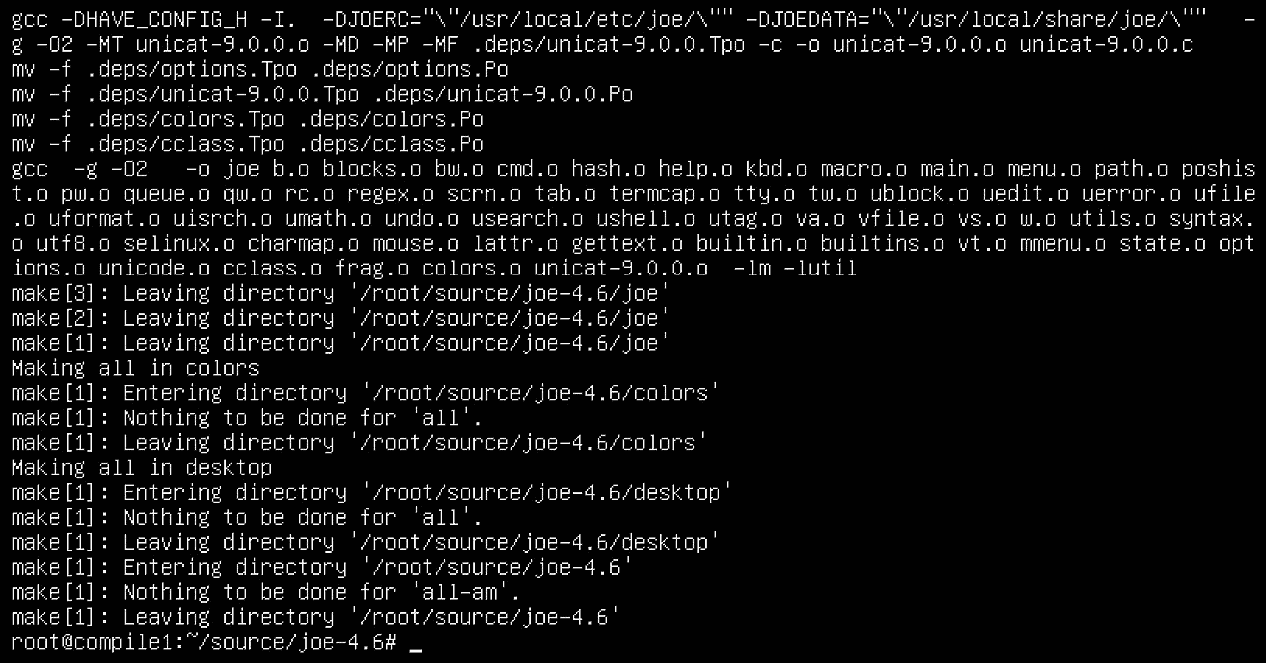 gcc -DHAVE_CONFIG_H -I.  -DJOERC="\"/usr/local/etc/joe/\"" -DJOEDATA="\"/usr/local/share/joe/\""   -
g -O2 -MT unicat-9.0.0.o -MD -MP -MF .deps/unicat-9.0.0.Tpo -c -o unicat-9.0.0.o unicat-9.0.0.c
mv -f .deps/options.Tpo .deps/options.Po
mv -f .deps/unicat-9.0.0.Tpo .deps/unicat-9.0.0.Po
mv -f .deps/colors.Tpo .deps/colors.Po
mv -f .deps/cclass.Tpo .deps/cclass.Po
gcc  -g -O2   -o joe b.o blocks.o bw.o cmd.o hash.o help.o kbd.o macro.o main.o menu.o path.o poshis
t.o pw.o queue.o qw.o rc.o regex.o scrn.o tab.o termcap.o tty.o tw.o ublock.o uedit.o uerror.o ufile
.o uformat.o uisrch.o umath.o undo.o usearch.o ushell.o utag.o va.o vfile.o vs.o w.o utils.o syntax.
o utf8.o selinux.o charmap.o mouse.o lattr.o gettext.o builtin.o builtins.o vt.o mmenu.o state.o opt
ions.o unicode.o cclass.o frag.o colors.o unicat-9.0.0.o  -lm -lutil
make[3]: Leaving directory '/root/source/joe-4.6/joe'
make[2]: Leaving directory '/root/source/joe-4.6/joe'
make[1]: Leaving directory '/root/source/joe-4.6/joe'
Making all in colors
make[1]: Entering directory '/root/source/joe-4.6/colors'
make[1]: Nothing to be done for 'all'.
make[1]: Leaving directory '/root/source/joe-4.6/colors'
Making all in desktop
make[1]: Entering directory '/root/source/joe-4.6/desktop'
make[1]: Nothing to be done for 'all'.
make[1]: Leaving directory '/root/source/joe-4.6/desktop'
make[1]: Entering directory '/root/source/joe-4.6'
make[1]: Nothing to be done for 'all-am'.
make[1]: Leaving directory '/root/source/joe-4.6'
root@compile1:~/source/joe-4.6# _